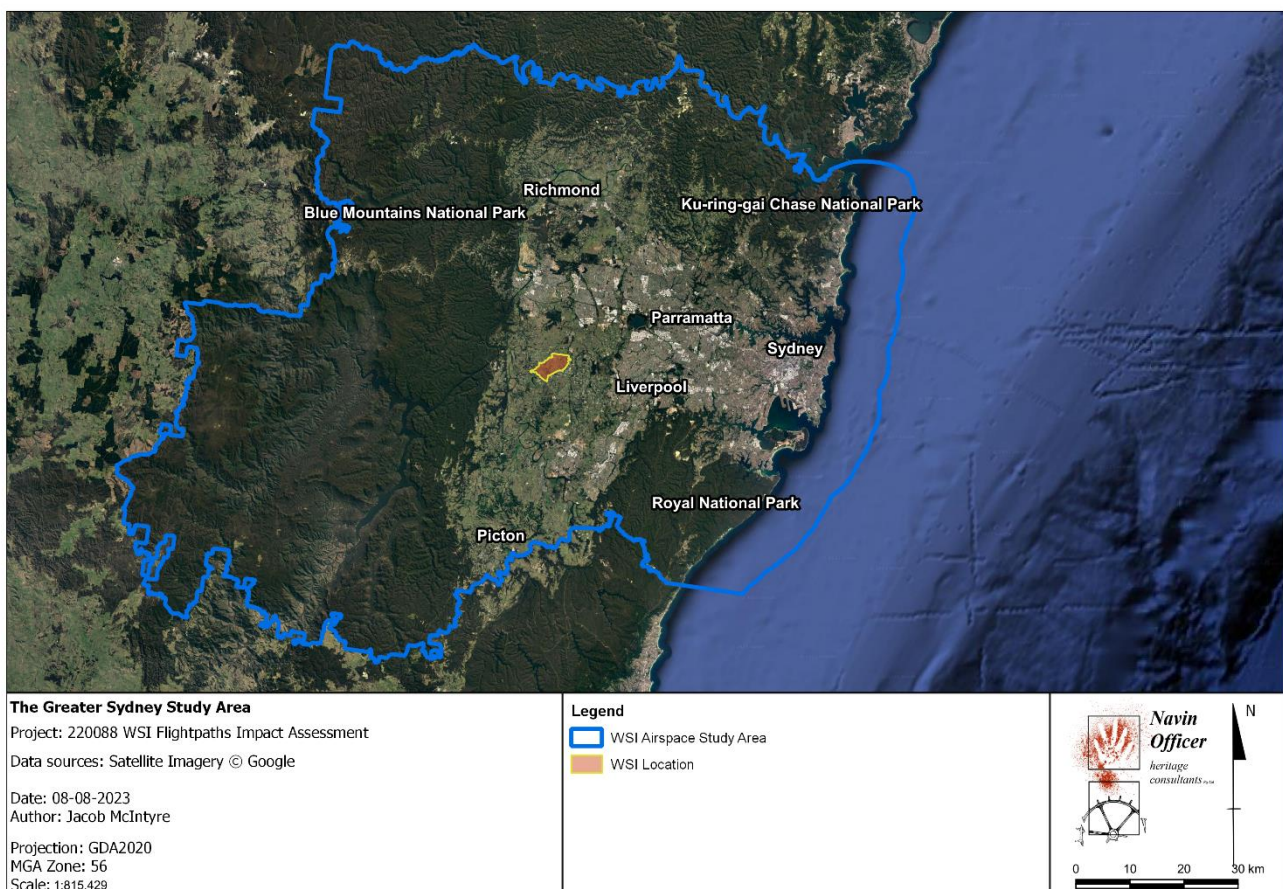 Richmond
Blue Mountains National Park
Ku-ring-gai Chase National Park
Parramatta
Sydney
Liverpool
Royal National Park
Picton
The Greater Sydney Study Area
Project: 220088 WSI Flightpaths Impact Assessment
Data sources: Satellite Imagery © Google
Date: 08-08-2023
Author: Jacob McIntyre
Projection: GDA2020
MGA Zone: 56
Scale: 1:815,429
Legend
WSI Airspace Study Area
WSI Location
Navin
Officer
heritage
consultants
N
0 10 20 30 km